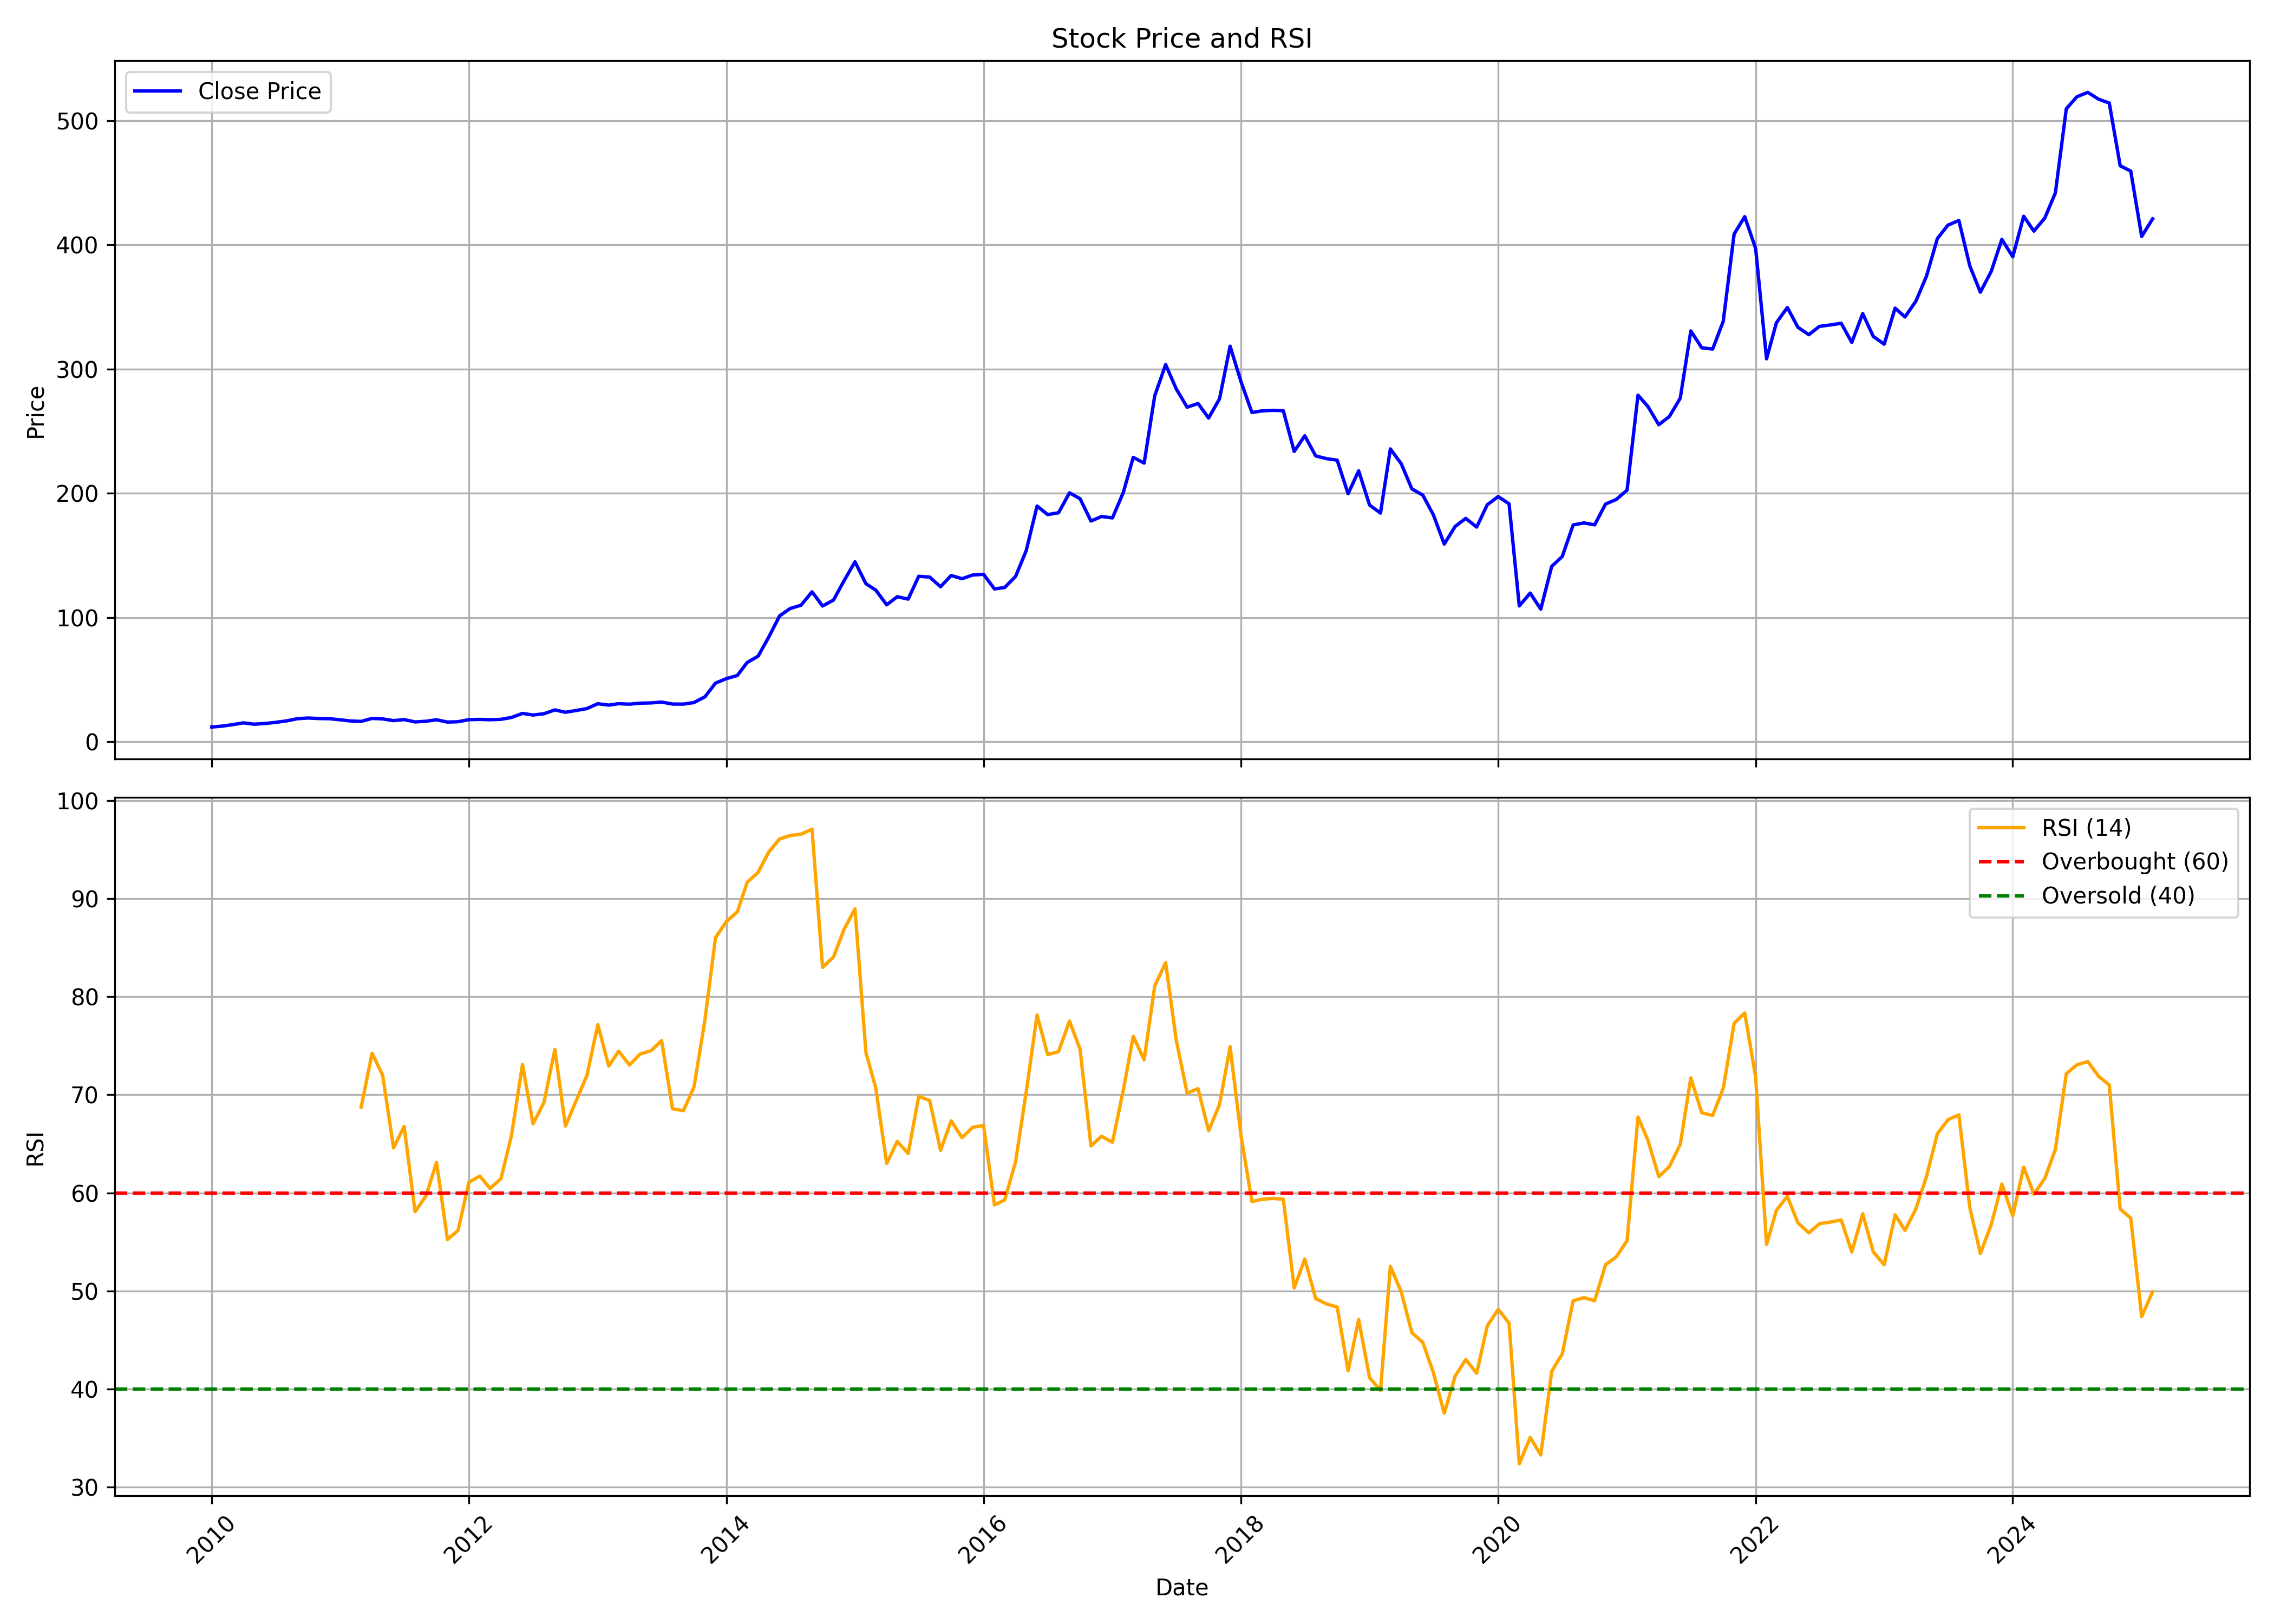 Stock Price and RSI
Close Price
500
400
300
200
100
0
Price
100
90
80
70
60
50
40
30
RSI
RSI (14)
Overbought (60)
Oversold (40)
2010
2012
2014
2016
2018
2020
2022
2024
Date